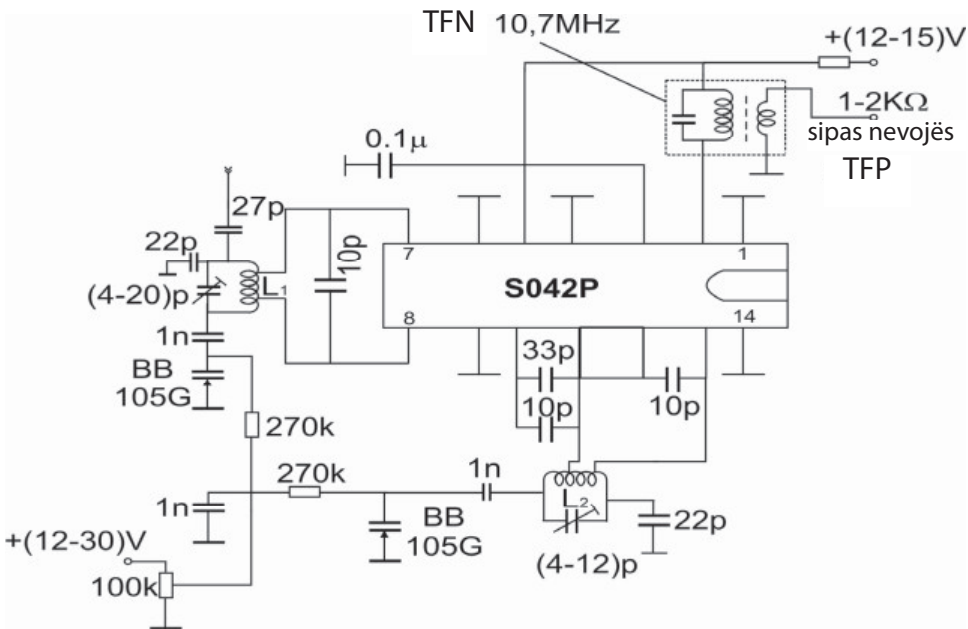 TFN 10,7MHz
+(12-15)V
1-2KΩ
sipas nevojës
TFP
0.1μ
27p
22p
10p
L1
(4-20)p
1n
BB
105G
7
1
S042P
8
14
33p
10p
10p
270k
270k
1n
1n
L2
BB
105G
22p
(4-12)p
+(12-30)V
100k